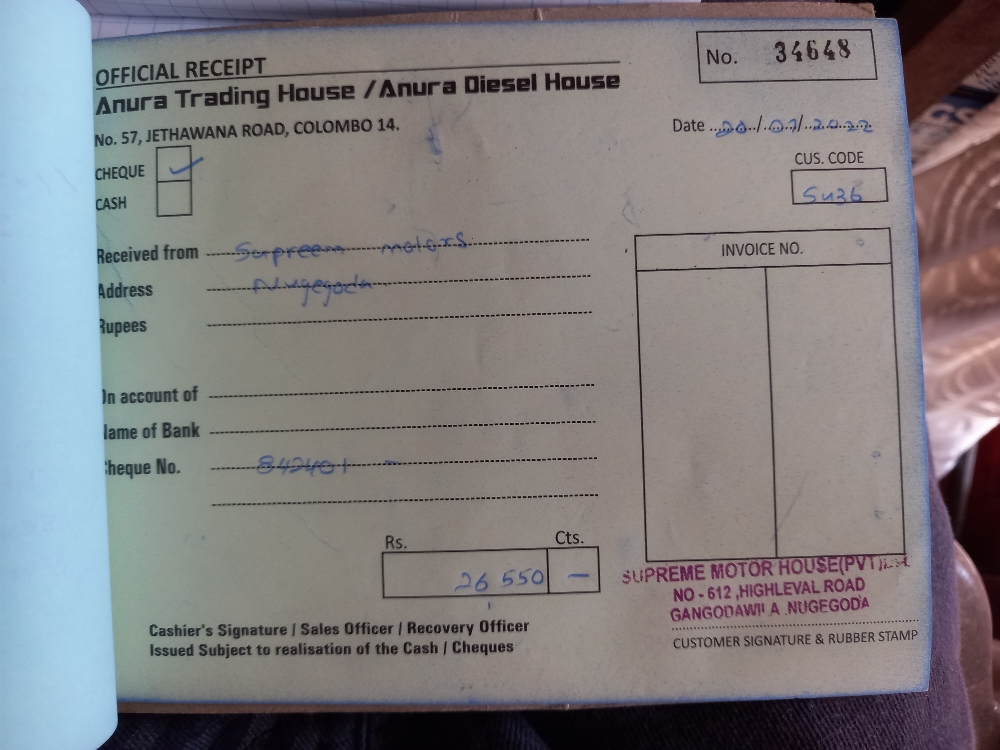 OFFICIAL RECEIPT
Anura Trading House / Anura Diesel House
No. 57, JETHAWANA ROAD, COLOMBO 14.
No. 34648
Date 20/07/2022
CHEQUE
CASH
CUS. CODE
Su36
Received from Supreem motors
Address Nugegoda
Rupees
INVOICE NO.
On account of
Name of Bank
Cheque No. 842401 -
Rs. Cts.
26 550 —
SUPREME MOTOR HOUSE(PVT)
NO - 612 ,HIGHLEVAL ROAD
GANGODAWILA .NUGEGODA
Cashier's Signature / Sales Officer / Recovery Officer
Issued Subject to realisation of the Cash / Cheques
CUSTOMER SIGNATURE & RUBBER STAMP